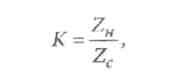 K = Zн / Zc,